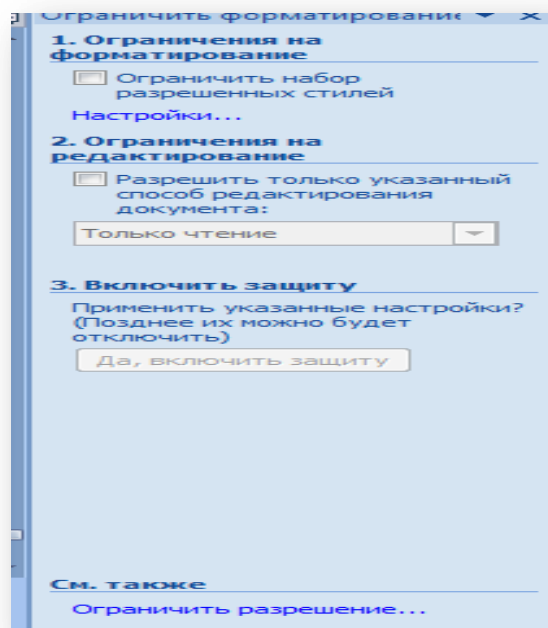 Ограничить форматировани
1. Ограничения на
форматирование
Ограничить набор
разрешенных стилей
Настройки...
2. Ограничения на
редактирование
Разрешить только указанный
способ редактирования
документа:
Только чтение
3. Включить защиту
Применить указанные настройки?
(Позднее их можно будет
отключить)
Да, включить защиту
См. также
Ограничить разрешение...